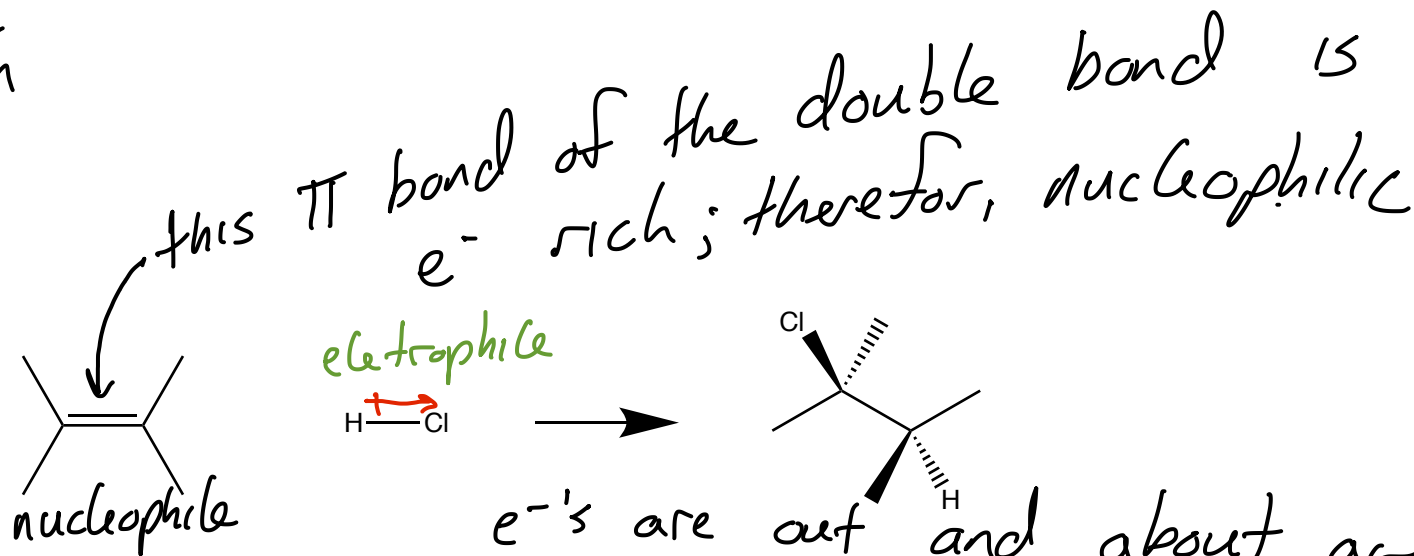 this π bond of the double bond is
e⁻ rich; therefor, nucleophilic
eletrophile
H Cl
Cl
H
nucleophile
e⁻'s are out and about